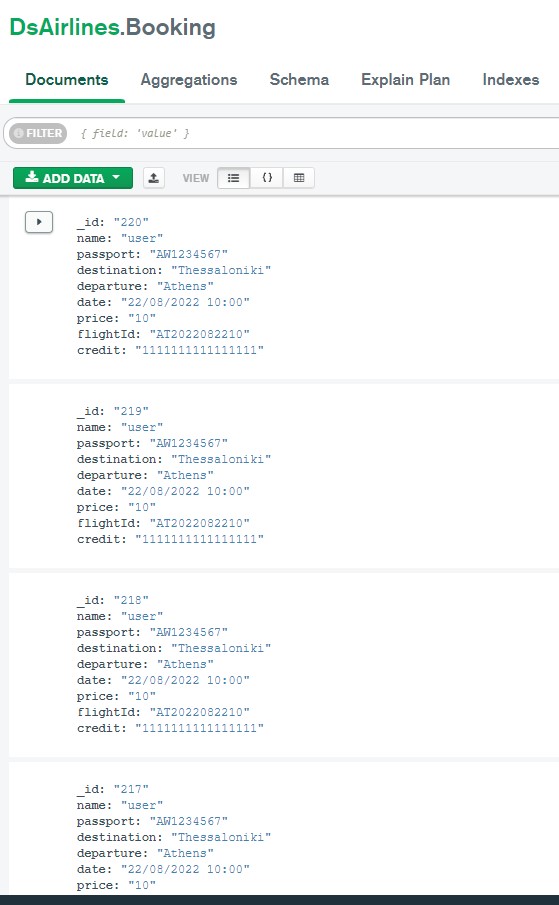 DsAirlines.Booking
Documents Aggregations Schema Explain Plan Indexes
FILTER { field: 'value' }
ADD DATA VIEW {}
_id: "220"
name: "user"
passport: "AW1234567"
destination: "Thessaloniki"
departure: "Athens"
date: "22/08/2022 10:00"
price: "10"
flightId: "AT2022082210"
credit: "1111111111111111"
_id: "219"
name: "user"
passport: "AW1234567"
destination: "Thessaloniki"
departure: "Athens"
date: "22/08/2022 10:00"
price: "10"
flightId: "AT2022082210"
credit: "1111111111111111"
_id: "218"
name: "user"
passport: "AW1234567"
destination: "Thessaloniki"
departure: "Athens"
date: "22/08/2022 10:00"
price: "10"
flightId: "AT2022082210"
credit: "1111111111111111"
_id: "217"
name: "user"
passport: "AW1234567"
destination: "Thessaloniki"
departure: "Athens"
date: "22/08/2022 10:00"
price: "10"